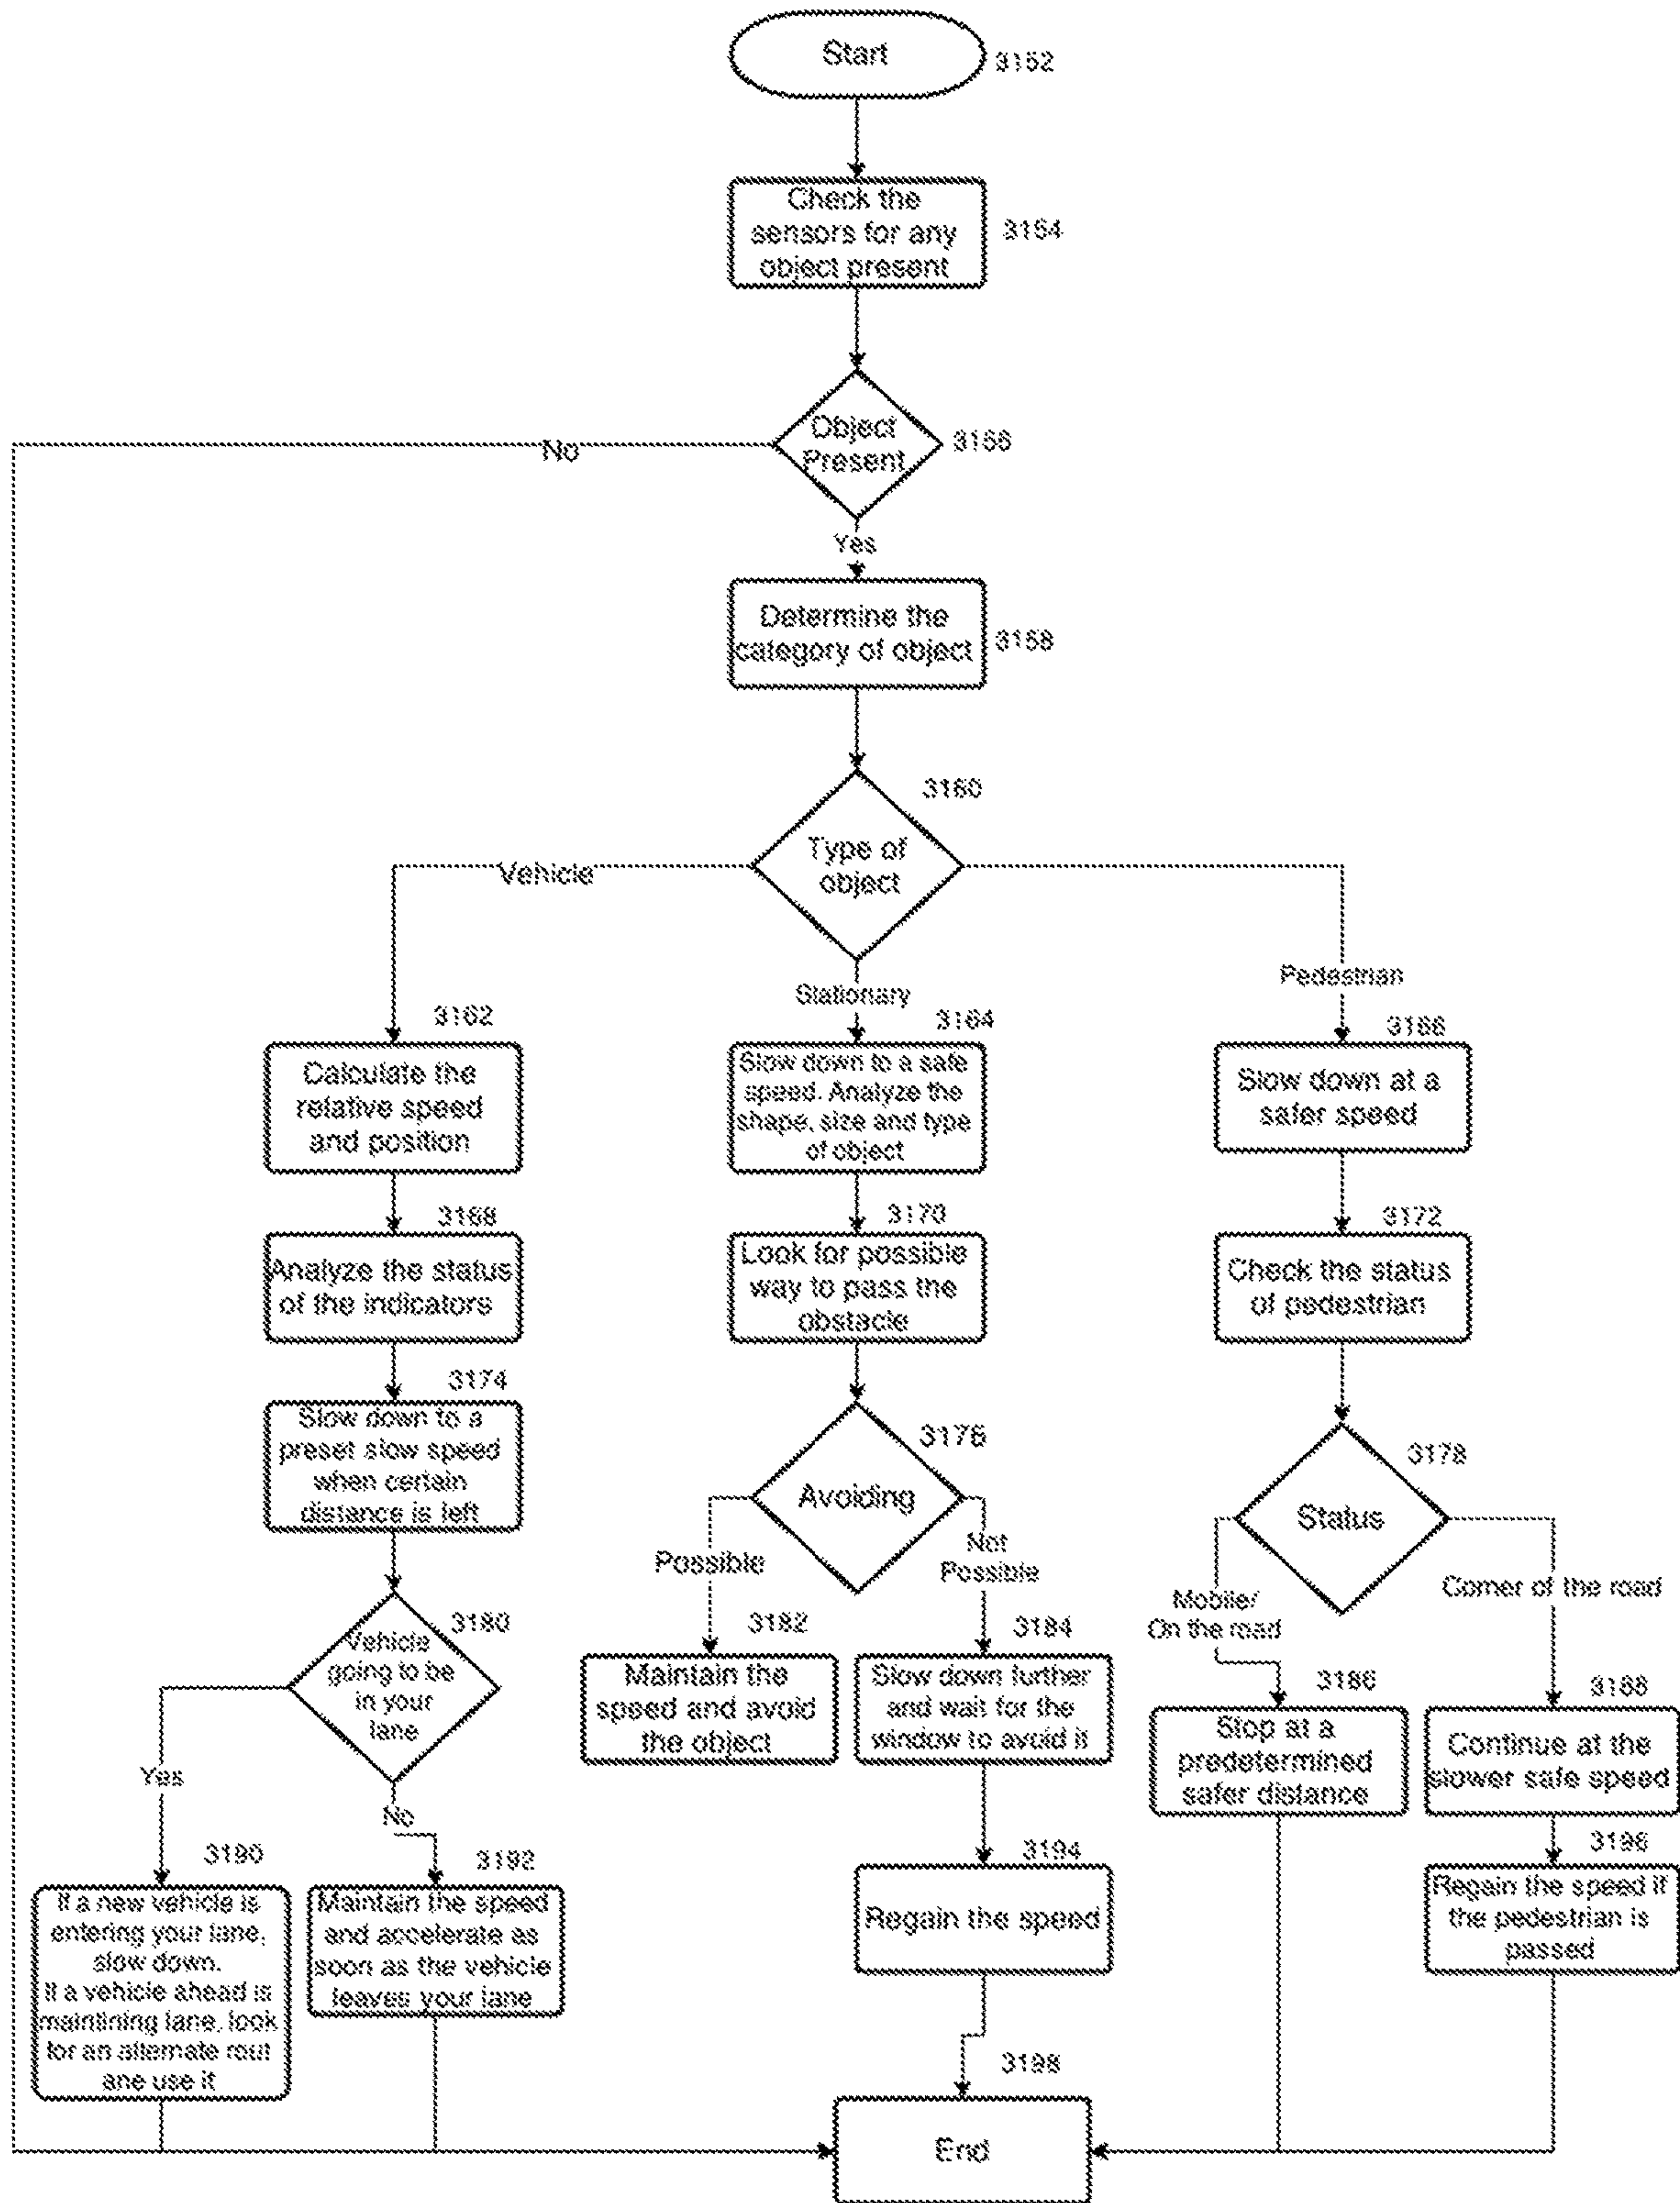 Start
3152
Check the
sensors for any
object present
3154
Object
Present
3156
No
Yes
Determine the
category of object
3158
3160
Type of
object
Vehicle
Stationary
Pedestrian
3162
Calculate the
relative speed
and position
3164
Slow down to a safe
speed. Analyze the
shape, size and type
of object
3166
Slow down at a
safer speed
3168
Analyze the status
of the indicators
3170
Look for possible
way to pass the
obstacle
3172
Check the status
of pedestrian
3174
Slow down to a
preset slow speed
when certain
distance is left
3176
Avoiding
Possible
Not
Possible
3178
Status
Mobile/
On the road
Corner of the road
3180
Vehicle
going to be
in your
lane
Yes
No
3182
Maintain the
speed and avoid
the object
3184
Slow down further
and wait for the
window to avoid it
3186
Stop at a
predetermined
safer distance
3188
Continue at the
slower safe speed
3190
If a new vehicle is
entering your lane,
slow down.
If a vehicle ahead is
maintining lane, look
for an alternate rout
ane use it
3192
Maintain the speed
and accelerate as
soon as the vehicle
leaves your lane
3194
Regain the speed
3196
Regain the speed if
the pedestrian is
passed
3198
End